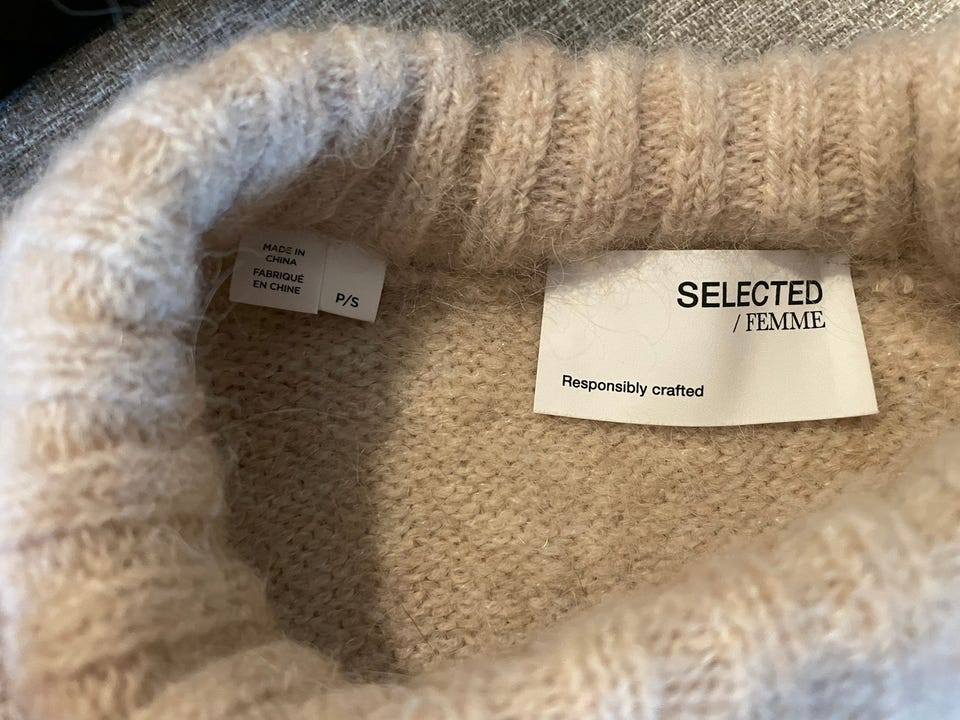 MADE IN
CHINA
FABRIQUÉ
EN CHINE
P/S
SELECTED
/ FEMME
Responsibly crafted